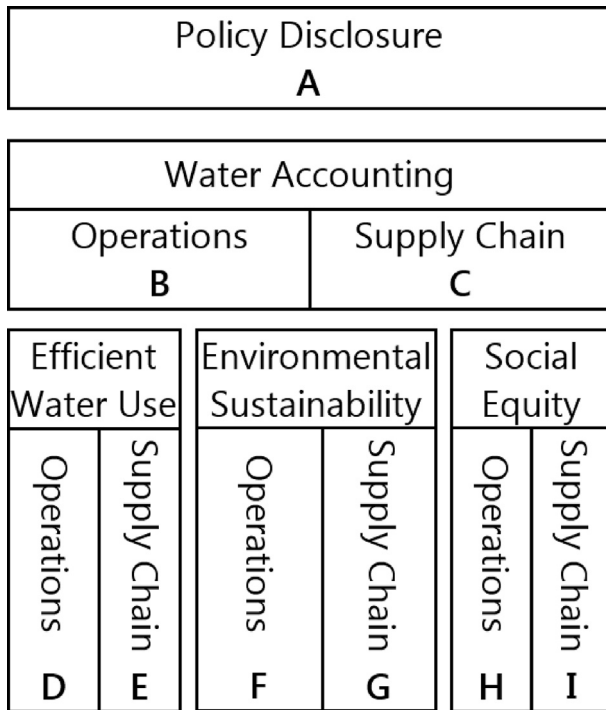 Policy Disclosure
A
Water Accounting
Operations
B
Supply Chain
C
Efficient
Water Use
Operations
D
Supply Chain
E
Environmental
Sustainability
Operations
F
Supply Chain
G
Social
Equity
Operations
H
Supply Chain
I